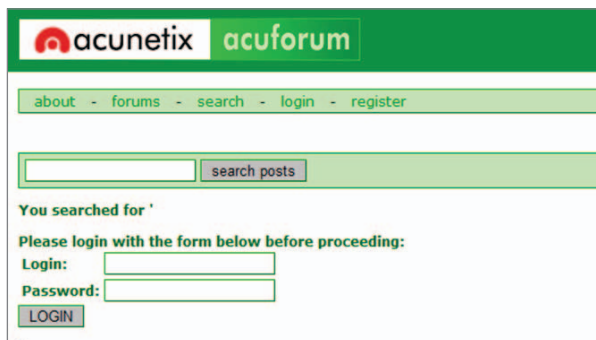 acunetix acuforum
about - forums - search - login - register
search posts
You searched for '
Please login with the form below before proceeding:
Login:
Password:
LOGIN